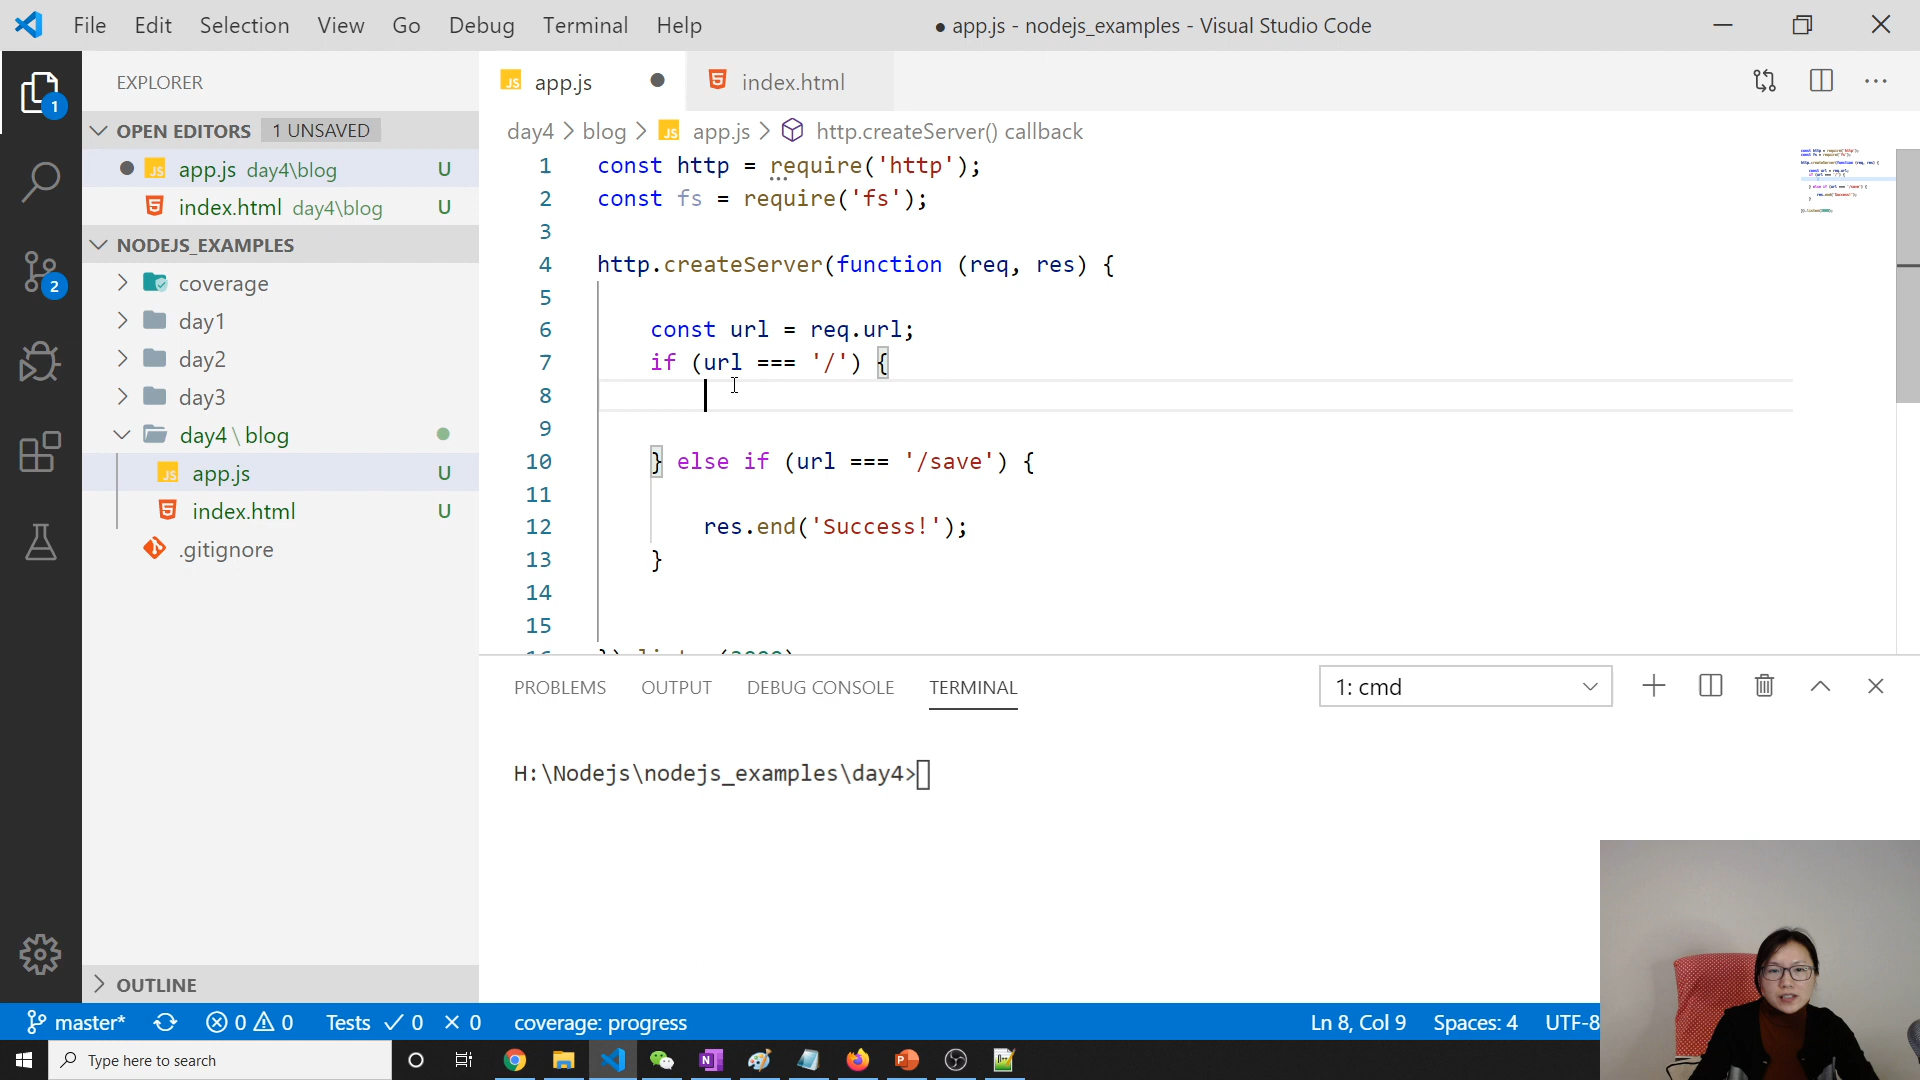 File Edit Selection View Go Debug Terminal Help
● app.js - nodejs_examples - Visual Studio Code
EXPLORER
OPEN EDITORS 1 UNSAVED
app.js day4\blog U
index.html day4\blog U
NODEJS_EXAMPLES
coverage
day1
day2
day3
day4 \ blog
app.js U
index.html U
.gitignore
OUTLINE
1
2
app.js
index.html
day4 > blog > app.js > http.createServer() callback
1 const http = require('http');
2 const fs = require('fs');
3
4 http.createServer(function (req, res) {
5
6 const url = req.url;
7 if (url === '/') {
8
9
10 } else if (url === '/save') {
11
12 res.end('Success!');
13 }
14
15
PROBLEMS OUTPUT DEBUG CONSOLE TERMINAL
1: cmd
H:\Nodejs\nodejs_examples\day4>
master* 0 0 Tests 0 0 coverage: progress
Ln 8, Col 9 Spaces: 4 UTF-8
Type here to search